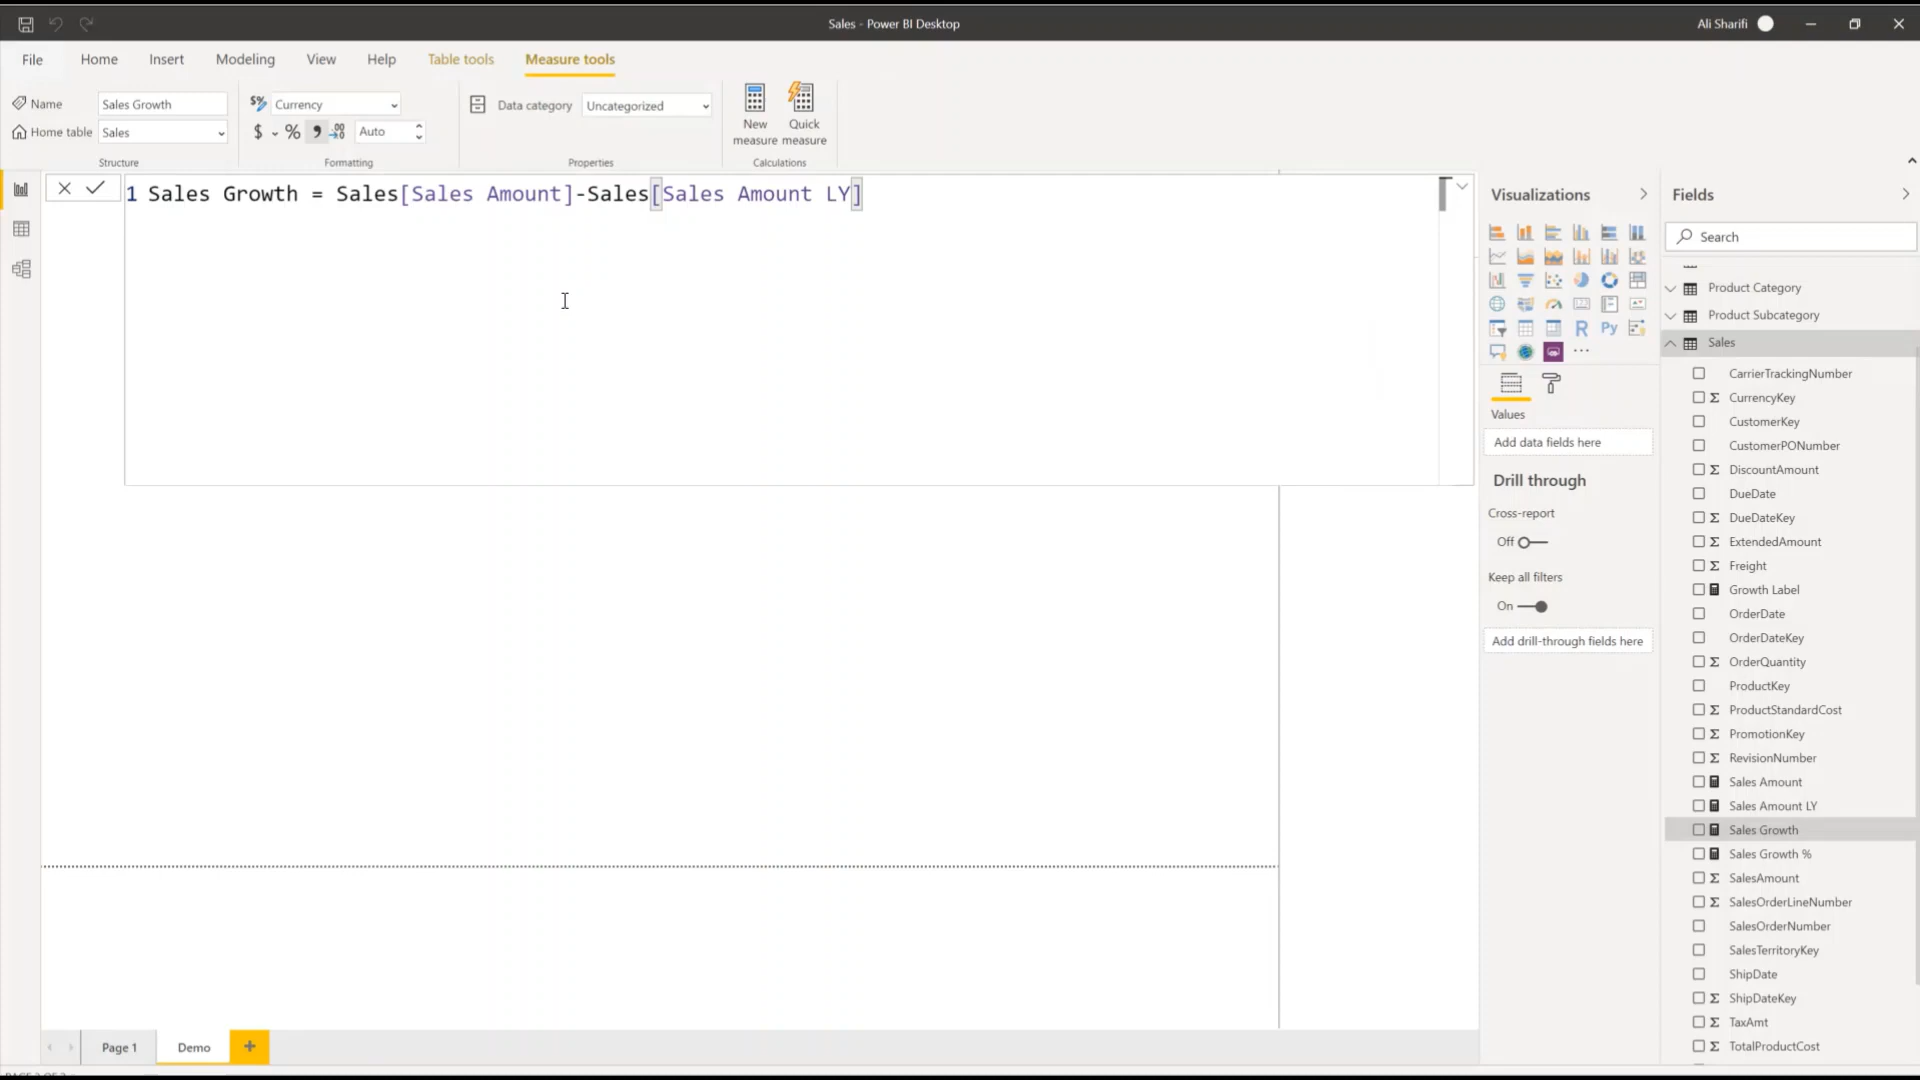 Sales - Power BI Desktop
Ali Sharifi
File Home Insert Modeling View Help Table tools Measure tools
Name Sales Growth
Home table Sales
Structure
Currency
$ % Auto
Formatting
Data category Uncategorized
Properties
New measure
Quick measure
Calculations
1 Sales Growth = Sales[Sales Amount]-Sales[Sales Amount LY]
Visualizations
R Py
Values
Add data fields here
Drill through
Cross-report
Off
Keep all filters
On
Add drill-through fields here
Fields
Search
Product Category
Product Subcategory
Sales
CarrierTrackingNumber
CurrencyKey
CustomerKey
CustomerPONumber
DiscountAmount
DueDate
DueDateKey
ExtendedAmount
Freight
Growth Label
OrderDate
OrderDateKey
OrderQuantity
ProductKey
ProductStandardCost
PromotionKey
RevisionNumber
Sales Amount
Sales Amount LY
Sales Growth
Sales Growth %
SalesAmount
SalesOrderLineNumber
SalesOrderNumber
SalesTerritoryKey
ShipDate
ShipDateKey
TaxAmt
TotalProductCost
Page 1 Demo +